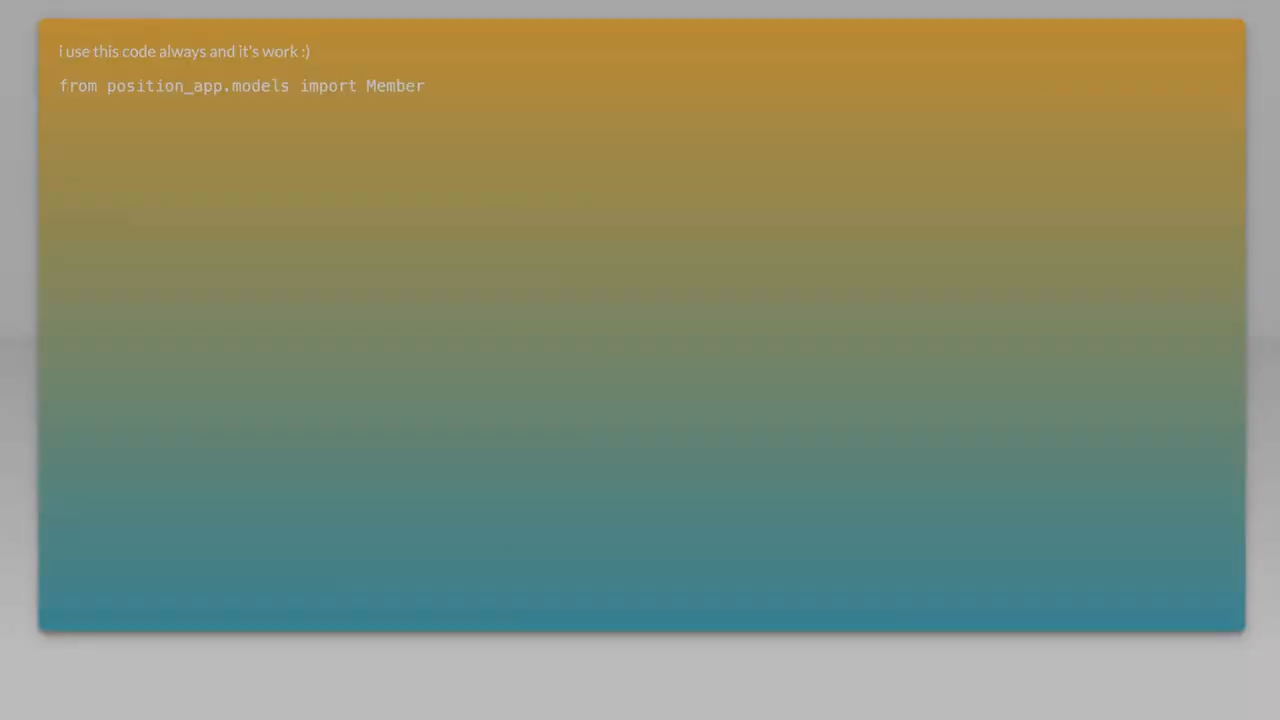 i use this code always and it's work :)
from position_app.models import Member